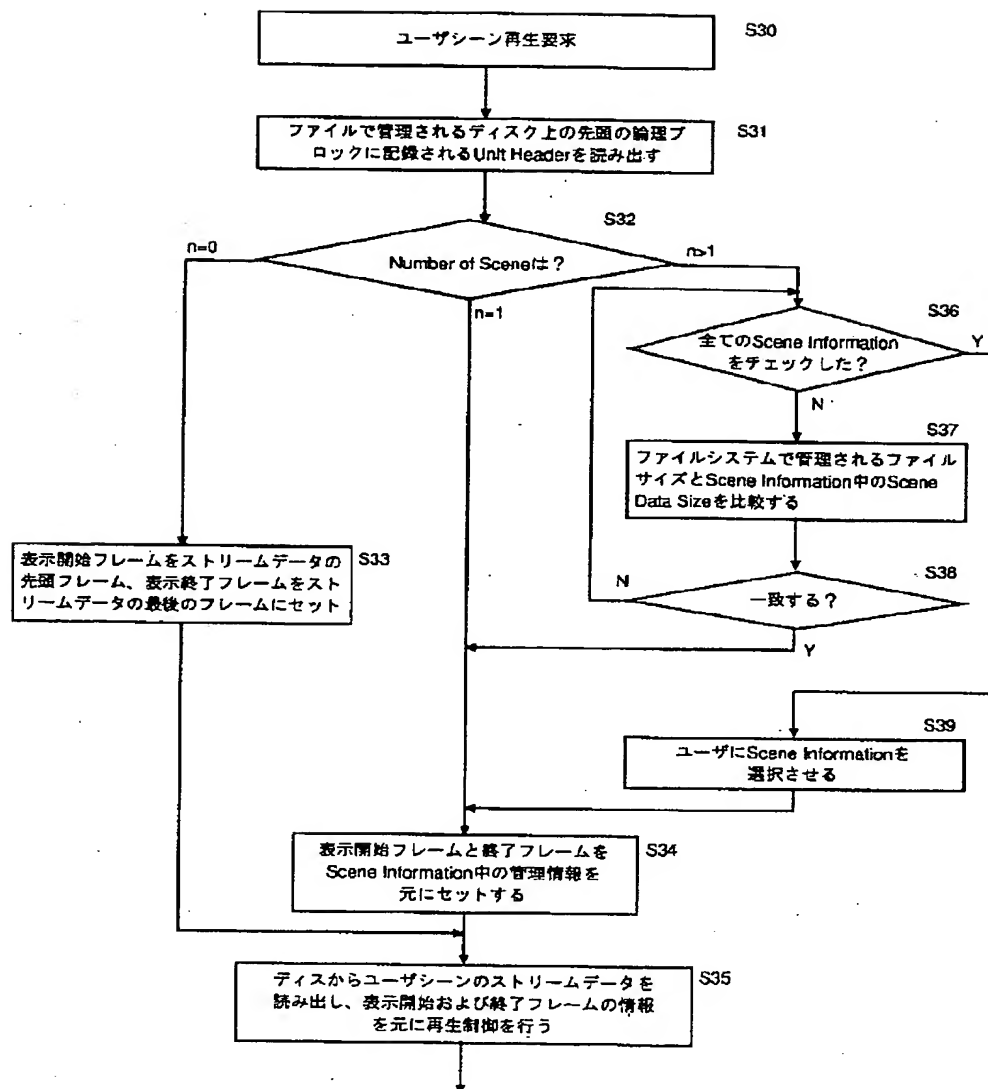 ユーザシーン再生要求
S30
ファイルで管理されるディスク上の先頭の論理ブ
ロックに記録されるUnit Headerを読み出す
S31
S32
n=0
Number of Sceneは?
n>1
n=1
S36
全てのScene Information
をチェックした?
Y
N
S37
ファイルシステムで管理されるファイル
サイズとScene Information中のScene
Data Sizeを比較する
S38
N
一致する?
Y
表示開始フレームをストリームデータの
先頭フレーム、表示終了フレームをスト
リームデータの最後のフレームにセット
S33
S39
ユーザにScene Informationを
選択させる
表示開始フレームと終了フレームを
Scene Information中の管理情報を
元にセットする
S34
ディスからユーザシーンのストリームデータを
読み出し、表示開始および終了フレームの情報
を元に再生制御を行う
S35